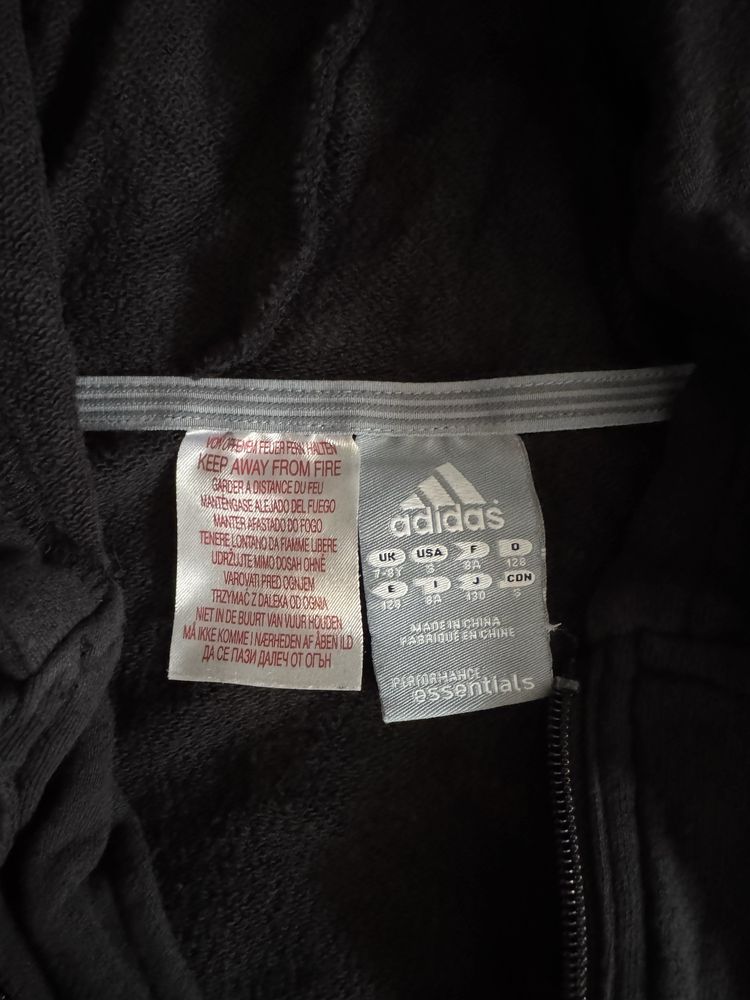 VON OFFENEM FEUER FERN HALTEN
KEEP AWAY FROM FIRE
GARDER A DISTANCE DU FEU
MANTÉNGASE ALEJADO DEL FUEGO
MANTER AFASTADO DO FOGO
TENERE LONTANO DA FIAMME LIBERE
UDRŽUJTE MIMO DOSAH OHNĚ
VAROVATI PRED OGNJEM
TRZYMAĆ Z DALEKA OD OGNIA
NIET IN DE BUURT VAN VUUR HOUDEN
MÅ IKKE KOMME I NÆRHEDEN AF ÅBEN ILD
ДА СЕ ПАЗИ ДАЛЕЧ ОТ ОГЪН
adidas
UK USA F D
7-8Y S 8A 128
E I J CDN
128 8A 130 S
MADE IN CHINA
FABRIQUÉ EN CHINE
PERFORMANCE
essentials